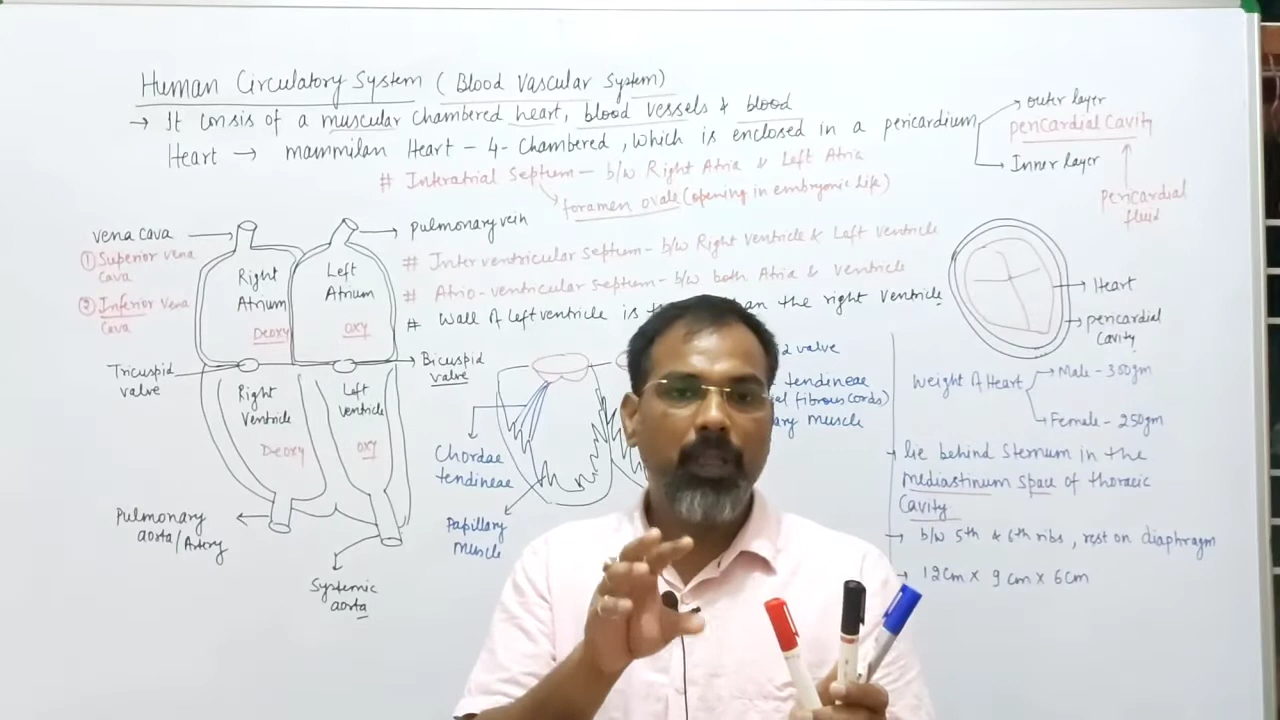 Human Circulatory System (Blood Vascular System)
→ It consis of a muscular chambered heart, blood vessels & blood
Heart → mammilan Heart - 4- Chambered, which is enclosed in a pericardium
outer layer
pericardial cavity
Inner layer
pericardial
fluid
# Interatrial Septum - b/w Right Atria & Left Atria
foramen ovale (opening in embryonic life)
# Inter ventricular septum - b/w Right ventricle & Left ventricle
# Atrio-ventricular septum - b/w both Atria & ventricle
# Wall of left ventricle is the right ventricle
vena cava
① Superior vena
cava
② Inferior vena
cava
pulmonary vein
Right
Atrium
Deoxy
Left
Atrium
oxy
Tricuspid
valve
Bicuspid
valve
Right
Ventricle
Deoxy
Left
ventricle
oxy
Pulmonary
aorta/Artery
Systemic
aorta
Chordae
tendineae
Papillary
muscle
valve
tendineae
fibrous cords)
muscle
Heart
pericardial
cavity
Weight of Heart
Male - 350gm
Female - 250gm
→ lie behind Sternum in the
mediastinum space of thoracic
Cavity
→ b/w 5th & 6th ribs, rest on diaphragm
→ 12cm x 9cm x 6cm